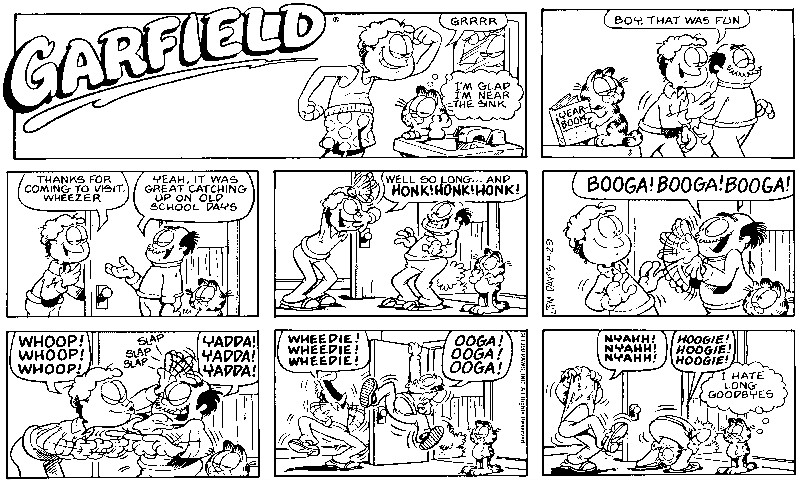 GARFIELD
®
GRRRR
I'M GLAD
I'M NEAR
THE SINK
BOY, THAT WAS FUN
YEAR
BOOK
THANKS FOR
COMING TO VISIT,
WHEEZER
YEAH, IT WAS
GREAT CATCHING
UP ON OLD
SCHOOL DAYS
WELL SO LONG... AND
HONK!HONK!HONK!
BOOGA!BOOGA!BOOGA!
JIM DAVIS 4-23
WHOOP!
WHOOP!
WHOOP!
SLAP
SLAP
SLAP
YADDA!
YADDA!
YADDA!
WHEEDIE!
WHEEDIE!
WHEEDIE!
OOGA!
OOGA!
OOGA!
NYAHH!
NYAHH!
NYAHH!
HOOGIE!
HOOGIE!
HOOGIE!
I HATE
LONG
GOODBYES